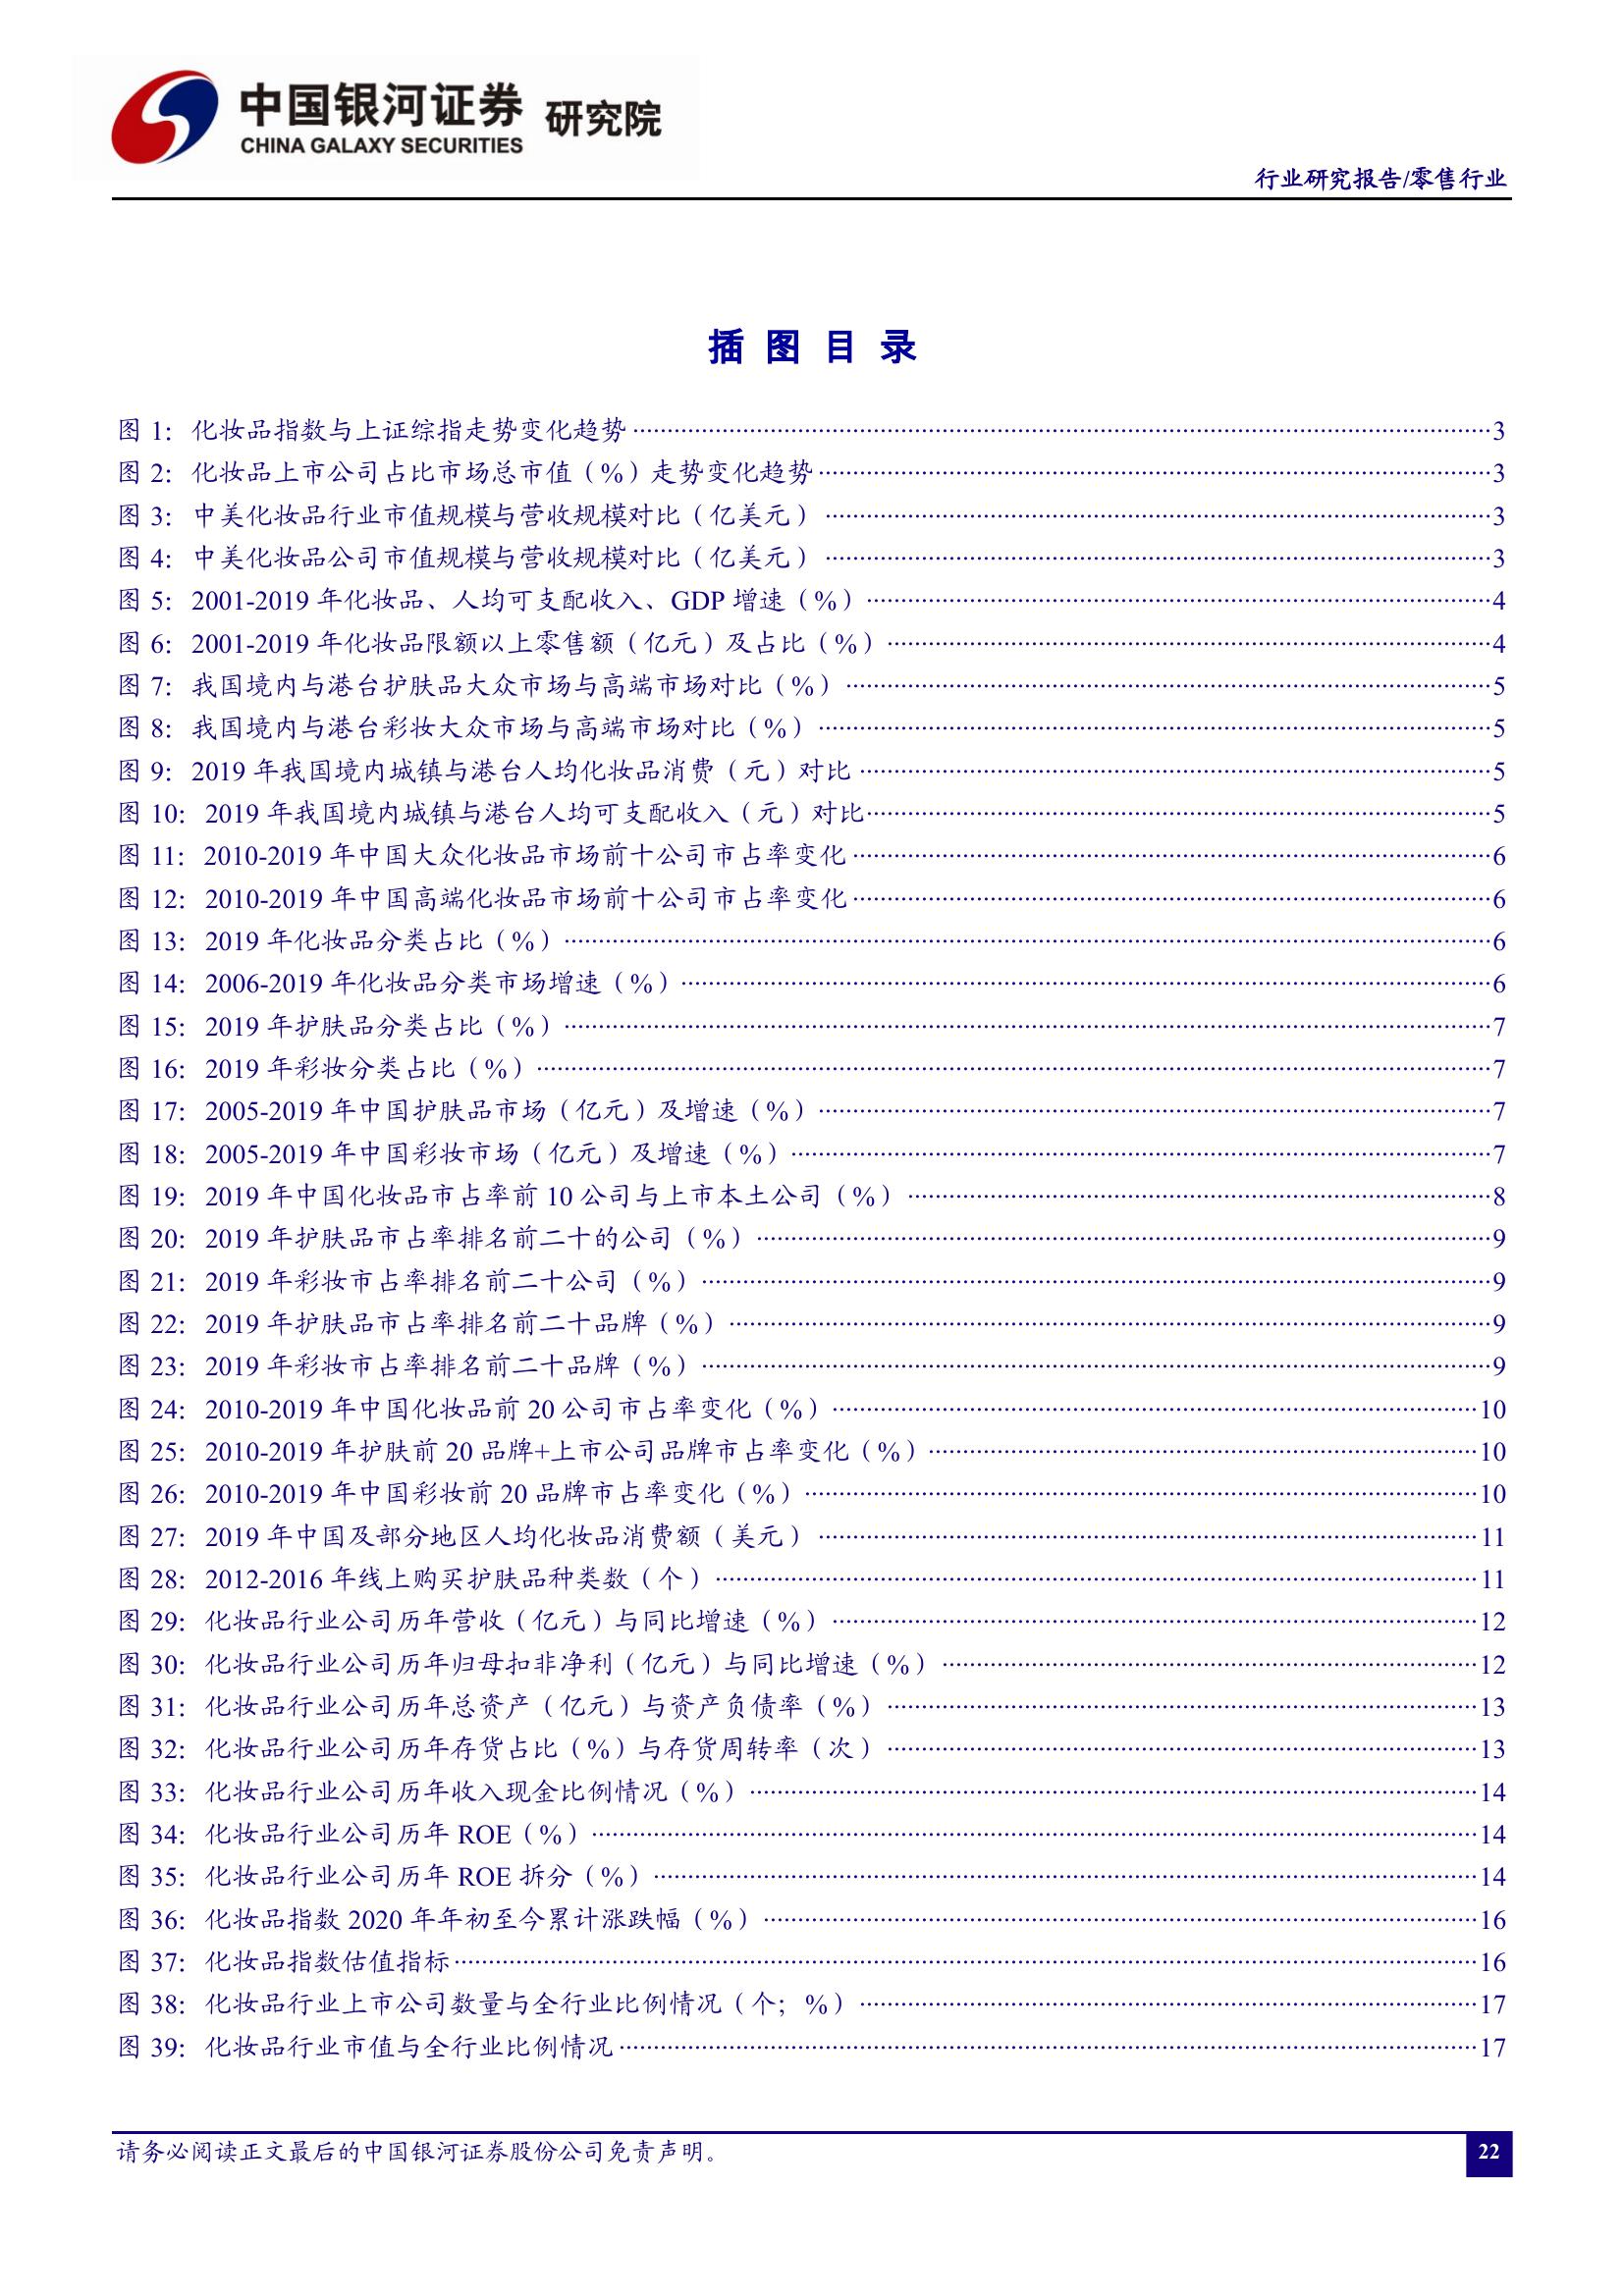 中国银河证券 研究院
CHINA GALAXY SECURITIES
行业研究报告/零售行业
插 图 目 录
图 1: 化妆品指数与上证综指走势变化趋势 3
图 2: 化妆品上市公司占比市场总市值（%）走势变化趋势 3
图 3: 中美化妆品行业市值规模与营收规模对比（亿美元） 3
图 4: 中美化妆品公司市值规模与营收规模对比（亿美元） 3
图 5: 2001-2019 年化妆品、人均可支配收入、GDP 增速（%） 4
图 6: 2001-2019 年化妆品限额以上零售额（亿元）及占比（%） 4
图 7: 我国境内与港台护肤品大众市场与高端市场对比（%） 5
图 8: 我国境内与港台彩妆大众市场与高端市场对比（%） 5
图 9: 2019 年我国境内城镇与港台人均化妆品消费（元）对比 5
图 10: 2019 年我国境内城镇与港台人均可支配收入（元）对比 5
图 11: 2010-2019 年中国大众化妆品市场前十公司市占率变化 6
图 12: 2010-2019 年中国高端化妆品市场前十公司市占率变化 6
图 13: 2019 年化妆品分类占比（%） 6
图 14: 2006-2019 年化妆品分类市场增速（%） 6
图 15: 2019 年护肤品分类占比（%） 7
图 16: 2019 年彩妆分类占比（%） 7
图 17: 2005-2019 年中国护肤品市场（亿元）及增速（%） 7
图 18: 2005-2019 年中国彩妆市场（亿元）及增速（%） 7
图 19: 2019 年中国化妆品市占率前 10 公司与上市本土公司（%） 8
图 20: 2019 年护肤品市占率排名前二十的公司（%） 9
图 21: 2019 年彩妆市占率排名前二十公司（%） 9
图 22: 2019 年护肤品市占率排名前二十品牌（%） 9
图 23: 2019 年彩妆市占率排名前二十品牌（%） 9
图 24: 2010-2019 年中国化妆品前 20 公司市占率变化（%） 10
图 25: 2010-2019 年护肤前 20 品牌+上市公司品牌市占率变化（%） 10
图 26: 2010-2019 年中国彩妆前 20 品牌市占率变化（%） 10
图 27: 2019 年中国及部分地区人均化妆品消费额（美元） 11
图 28: 2012-2016 年线上购买护肤品种类数（个） 11
图 29: 化妆品行业公司历年营收（亿元）与同比增速（%） 12
图 30: 化妆品行业公司历年归母扣非净利（亿元）与同比增速（%） 12
图 31: 化妆品行业公司历年总资产（亿元）与资产负债率（%） 13
图 32: 化妆品行业公司历年存货占比（%）与存货周转率（次） 13
图 33: 化妆品行业公司历年收入现金比例情况（%） 14
图 34: 化妆品行业公司历年 ROE（%） 14
图 35: 化妆品行业公司历年 ROE 拆分（%） 14
图 36: 化妆品指数 2020 年年初至今累计涨跌幅（%） 16
图 37: 化妆品指数估值指标 16
图 38: 化妆品行业上市公司数量与全行业比例情况（个；%） 17
图 39: 化妆品行业市值与全行业比例情况 17
请务必阅读正文最后的中国银河证券股份公司免责声明。
22